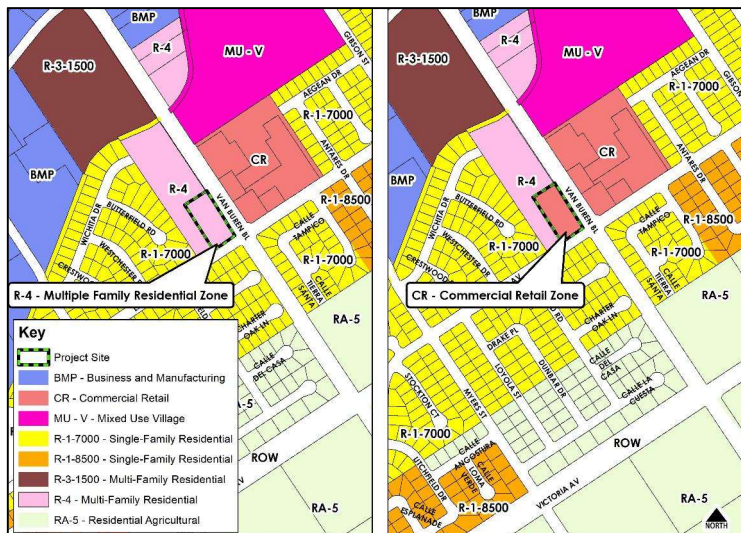 BMP
R-4
MU - V
GIBSON ST
R-3-1500
AEGEAN DR
R-1-7000
ANTARES DR
CR
BMP
R-4
VAN BUREN BL
R-1-8500
WICHITA DR
BUTTERFIELD RD
CALLE TAMPICO
R-1-7000
WESTCHESTER DR
R-1-7000
CALLE TIERRA SANTA
R-4 - Multiple Family Residential Zone
RA-5
CHARTER OAK LN
CALLE DEL CASA
ROW
VICTORIA AV
RA-5
Key
Project Site
BMP - Business and Manufacturing
CR - Commercial Retail
MU - V - Mixed Use Village
R-1-7000 - Single-Family Residential
R-1-8500 - Single-Family Residential
R-3-1500 - Multi-Family Residential
R-4 - Multi-Family Residential
RA-5 - Residential Agricultural
BMP
R-4
MU - V
GIBSON ST
R-3-1500
AEGEAN DR
R-1-7000
ANTARES DR
CR
BMP
R-4
VAN BUREN BL
R-1-8500
WICHITA DR
BUTTERFIELD RD
CALLE TAMPICO
R-1-7000
WESTCHESTER DR
R-1-7000
CALLE TIERRA SANTA
CR - Commercial Retail Zone
RA-5
CHARTER OAK LN
DRAKE PL
CALLE DEL CASA
DUNBAR DR
LOYOLA ST
MYERS ST
STOCKTON CT
CALLE LA CUESTA
R-1-7000
CALLE ANGOSTURA
ROW
CALLE LOMA VERDE
VICTORIA AV
CALLE ESPLANADE
R-1-8500
RA-5
NORTH